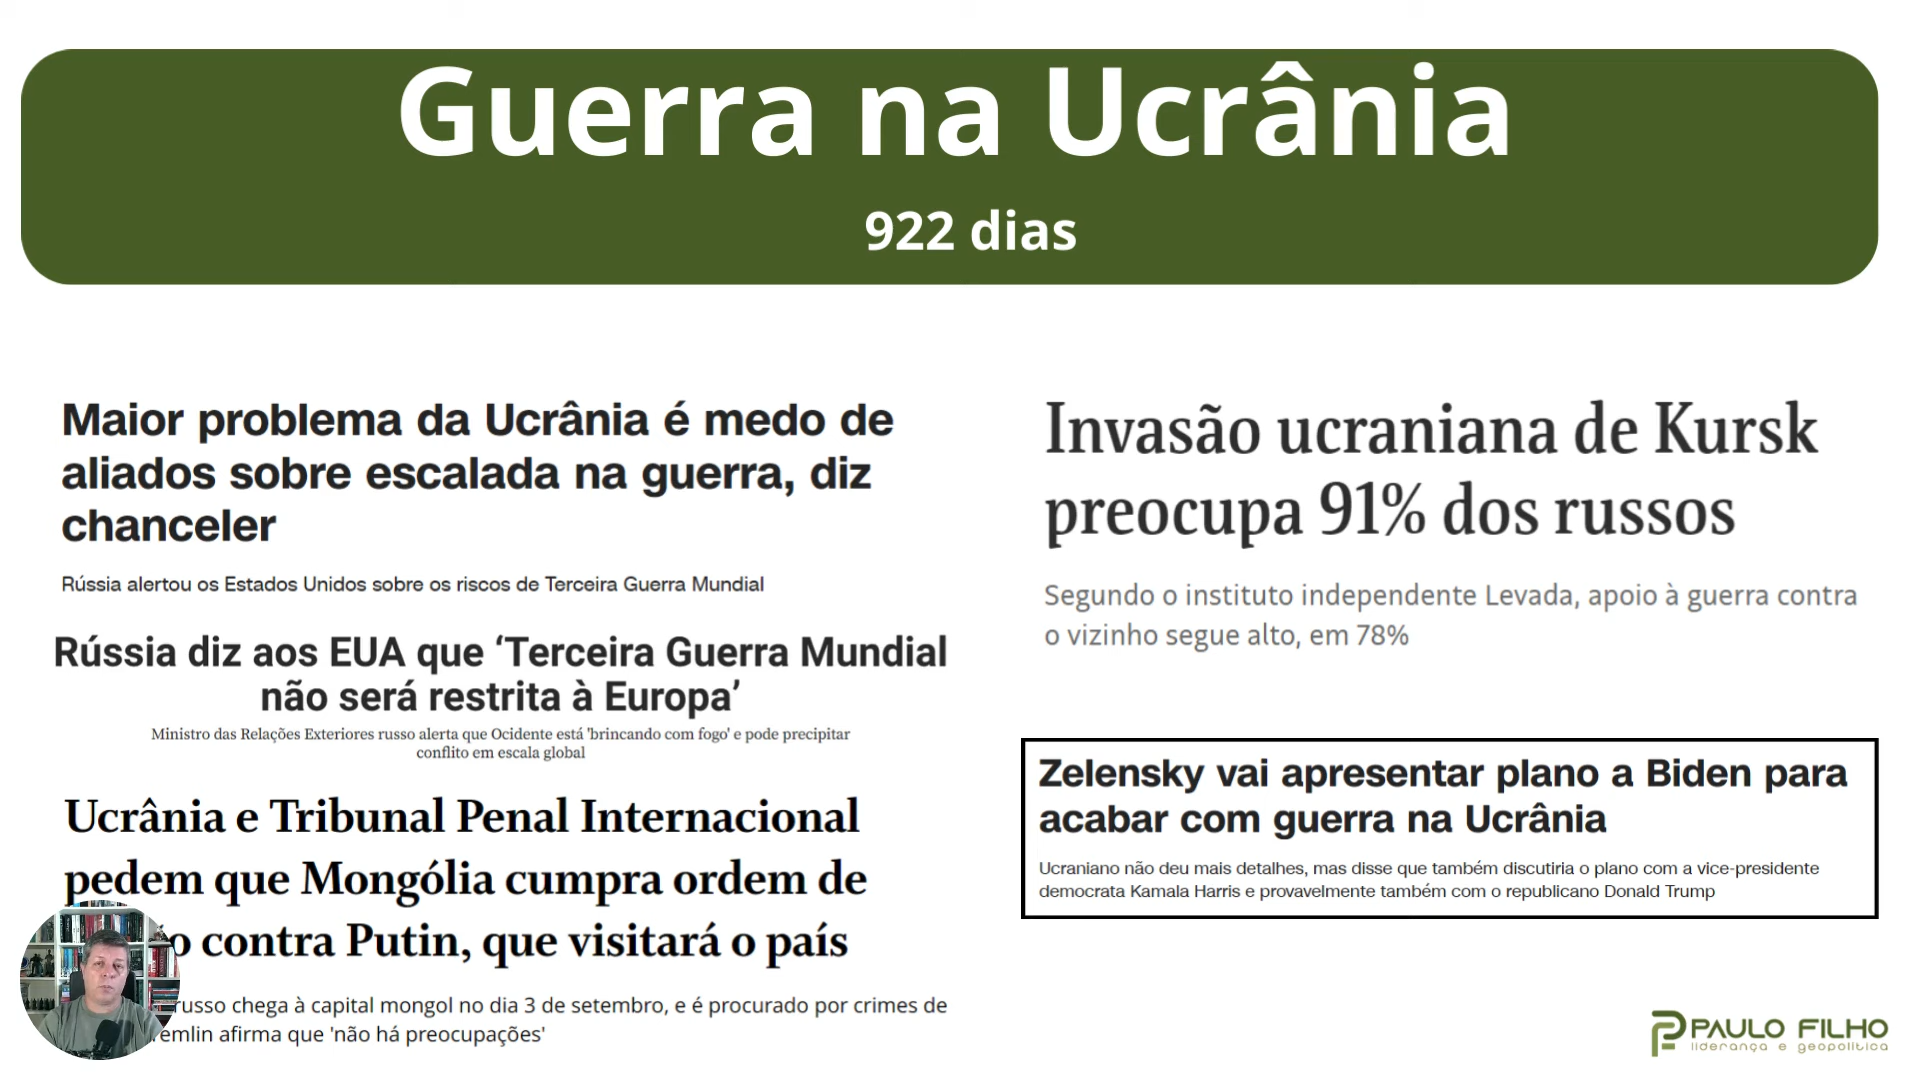 Guerra na Ucrânia
922 dias
Maior problema da Ucrânia é medo de
aliados sobre escalada na guerra, diz
chanceler
Rússia alertou os Estados Unidos sobre os riscos de Terceira Guerra Mundial
Rússia diz aos EUA que ‘Terceira Guerra Mundial
não será restrita à Europa’
Ministro das Relações Exteriores russo alerta que Ocidente está 'brincando com fogo' e pode precipitar
conflito em escala global
Ucrânia e Tribunal Penal Internacional
pedem que Mongólia cumpra ordem de
contra Putin, que visitará o país
russo chega à capital mongol no dia 3 de setembro, e é procurado por crimes de
afirma que 'não há preocupações'
Invasão ucraniana de Kursk
preocupa 91% dos russos
Segundo o instituto independente Levada, apoio à guerra contra
o vizinho segue alto, em 78%
Zelensky vai apresentar plano a Biden para
acabar com guerra na Ucrânia
Ucraniano não deu mais detalhes, mas disse que também discutiria o plano com a vice-presidente
democrata Kamala Harris e provavelmente também com o republicano Donald Trump
PAULO FILHO
liderança e geopolítica